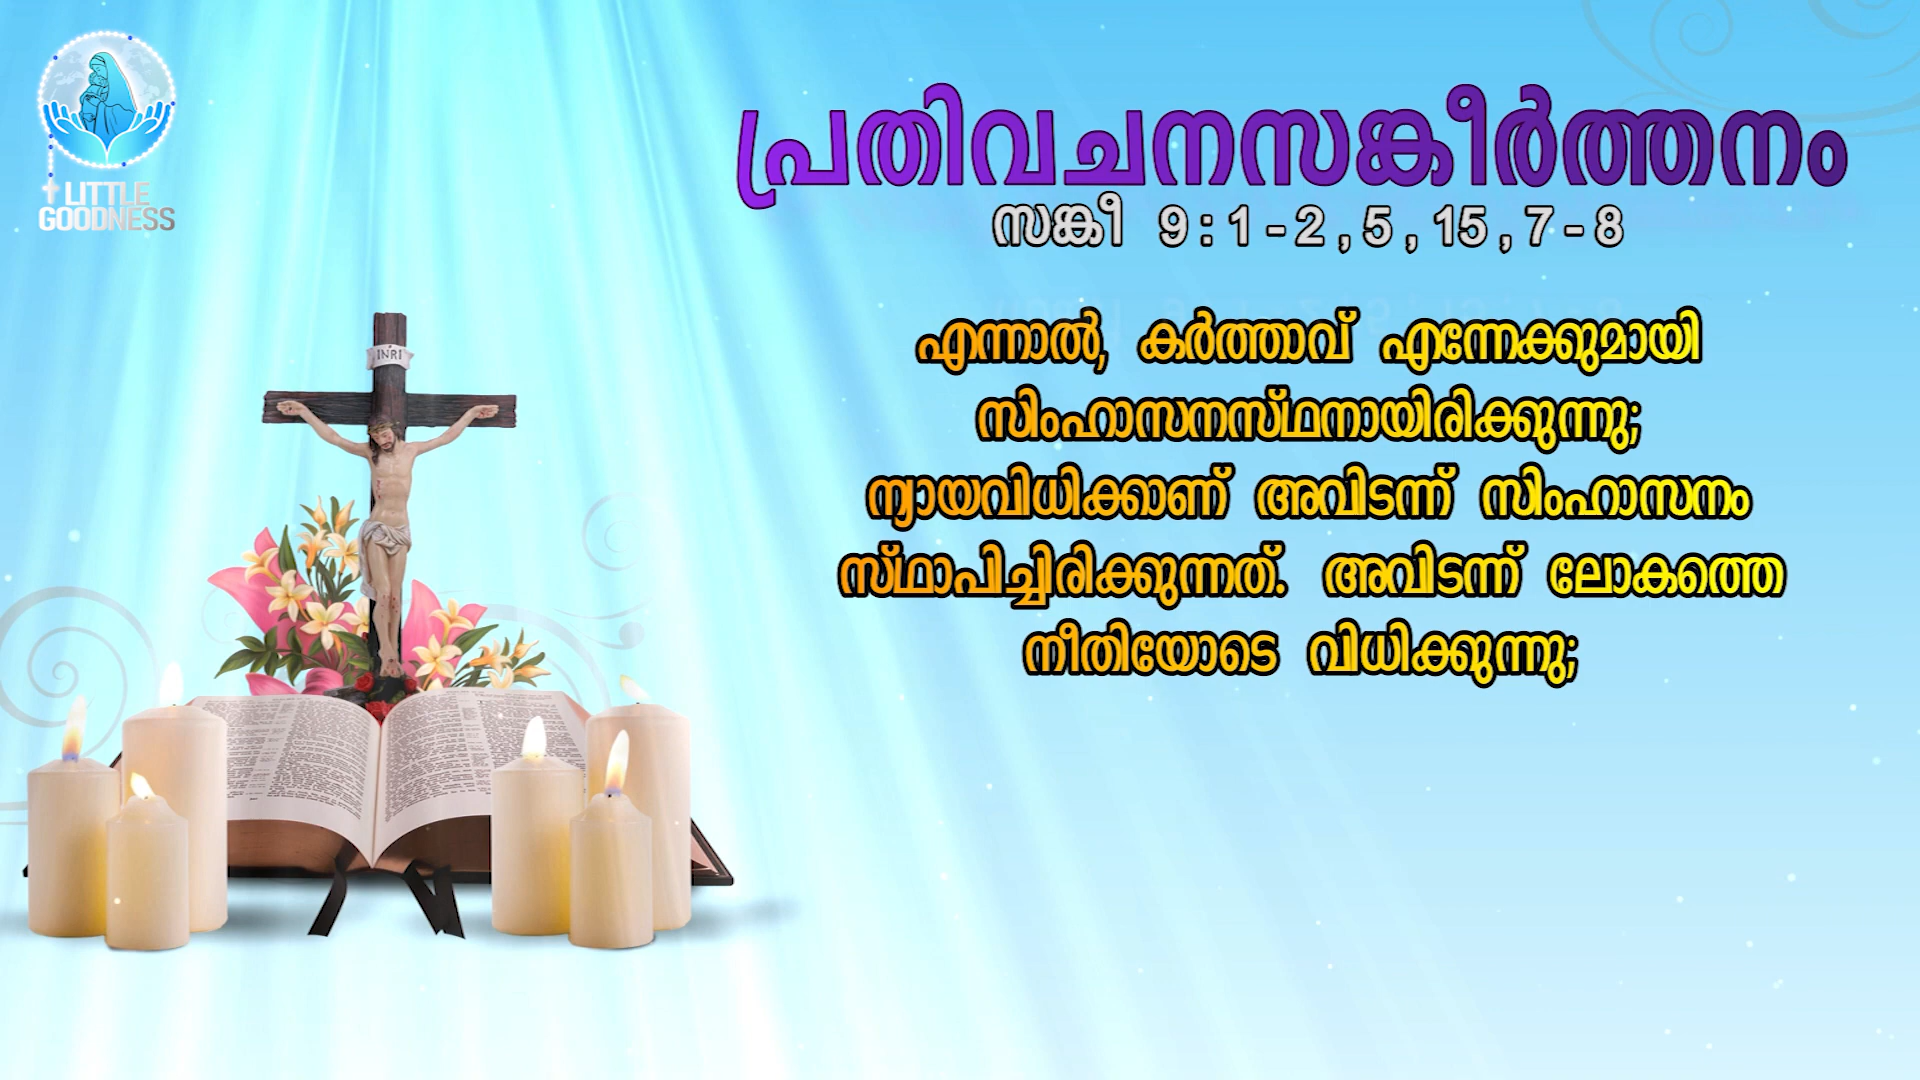 LITTLE
GOODNESS
പ്രതിവചനസങ്കീർത്തനം
സങ്കീ 9:1-2,5,15,7-8
INRI
എന്നാൽ, കർത്താവ് എന്നേക്കുമായി
സിംഹാസനസ്ഥനായിരിക്കുന്നു;
ന്യായവിധിക്കാണ് അവിടന്ന് സിംഹാസനം
സ്ഥാപിച്ചിരിക്കുന്നത്. അവിടന്ന് ലോകത്തെ
നീതിയോടെ വിധിക്കുന്നു;